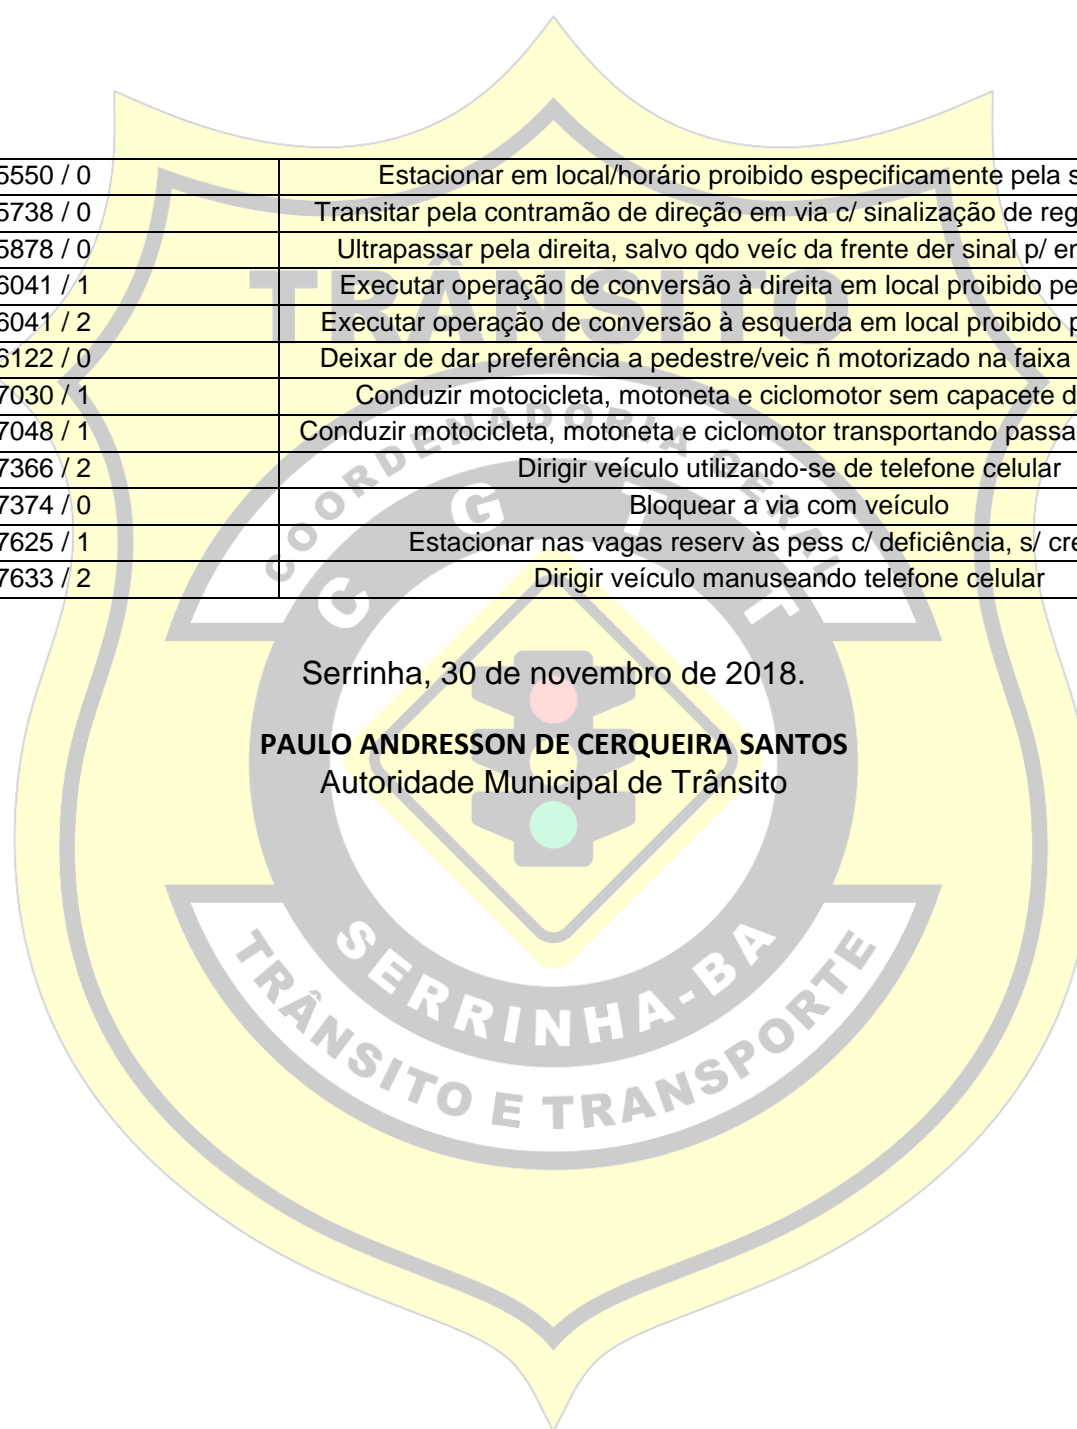 5550 / 0 Estacionar em local/horário proibido especificamente pela s
5738 / 0 Transitar pela contramão de direção em via c/ sinalização de reg
5878 / 0 Ultrapassar pela direita, salvo qdo veíc da frente der sinal p/ en
6041 / 1 Executar operação de conversão à direita em local proibido pe
6041 / 2 Executar operação de conversão à esquerda em local proibido p
6122 / 0 Deixar de dar preferência a pedestre/veic ñ motorizado na faixa
7030 / 1 Conduzir motocicleta, motoneta e ciclomotor sem capacete d
7048 / 1 Conduzir motocicleta, motoneta e ciclomotor transportando passa
7366 / 2 Dirigir veículo utilizando-se de telefone celular
7374 / 0 Bloquear a via com veículo
7625 / 1 Estacionar nas vagas reserv às pess c/ deficiência, s/ cre
7633 / 2 Dirigir veículo manuseando telefone celular
Serrinha, 30 de novembro de 2018.
PAULO ANDRESSON DE CERQUEIRA SANTOS
Autoridade Municipal de Trânsito
TRÂNSITO
COORDENADORIA GERAL
CGTT
SERRINHA-BA
TRÂNSITO E TRANSPORTE